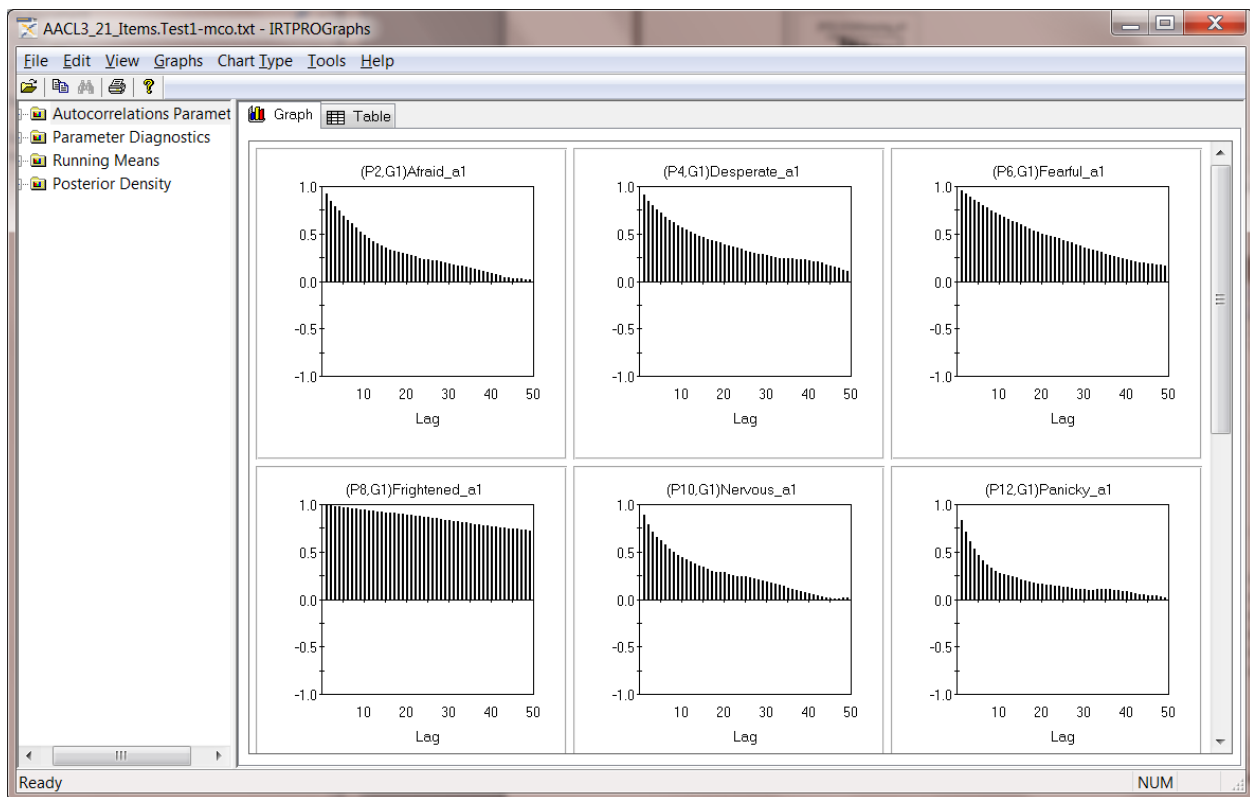 AACL3_21_Items.Test1-mco.txt - IRTPROGraphs
File Edit View Graphs Chart Type Tools Help
Autocorrelations Paramet
Parameter Diagnostics
Running Means
Posterior Density
Graph Table
(P2,G1)Afraid_a1
1.0
0.5
0.0
-0.5
-1.0
10 20 30 40 50
Lag
(P4,G1)Desperate_a1
1.0
0.5
0.0
-0.5
-1.0
10 20 30 40 50
Lag
(P6,G1)Fearful_a1
1.0
0.5
0.0
-0.5
-1.0
10 20 30 40 50
Lag
(P8,G1)Frightened_a1
1.0
0.5
0.0
-0.5
-1.0
10 20 30 40 50
Lag
(P10,G1)Nervous_a1
1.0
0.5
0.0
-0.5
-1.0
10 20 30 40 50
Lag
(P12,G1)Panicky_a1
1.0
0.5
0.0
-0.5
-1.0
10 20 30 40 50
Lag
Ready NUM